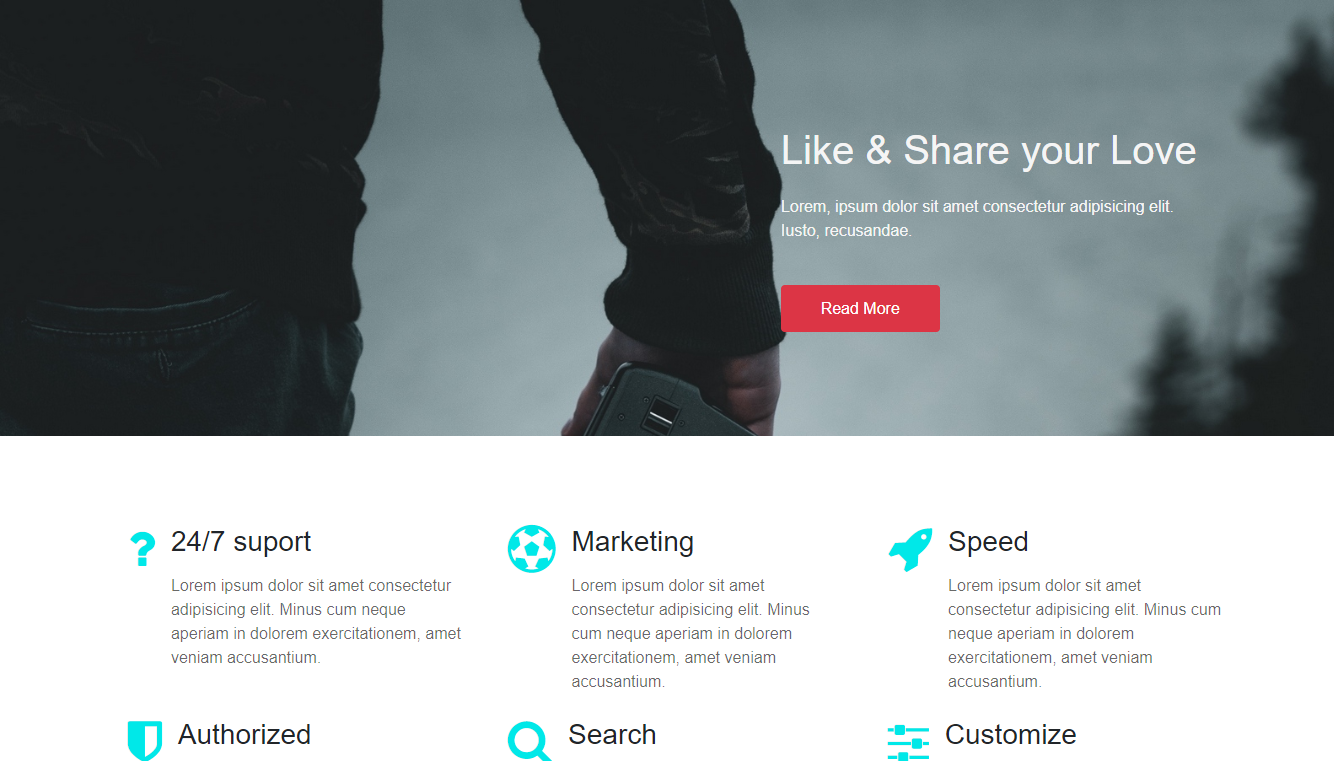 Like & Share your Love
Lorem, ipsum dolor sit amet consectetur adipisicing elit.
Iusto, recusandae.
Read More
24/7 suport
Lorem ipsum dolor sit amet consectetur
adipisicing elit. Minus cum neque
aperiam in dolorem exercitationem, amet
veniam accusantium.
Marketing
Lorem ipsum dolor sit amet
consectetur adipisicing elit. Minus
cum neque aperiam in dolorem
exercitationem, amet veniam
accusantium.
Speed
Lorem ipsum dolor sit amet
consectetur adipisicing elit. Minus cum
neque aperiam in dolorem
exercitationem, amet veniam
accusantium.
Authorized
Search
Customize